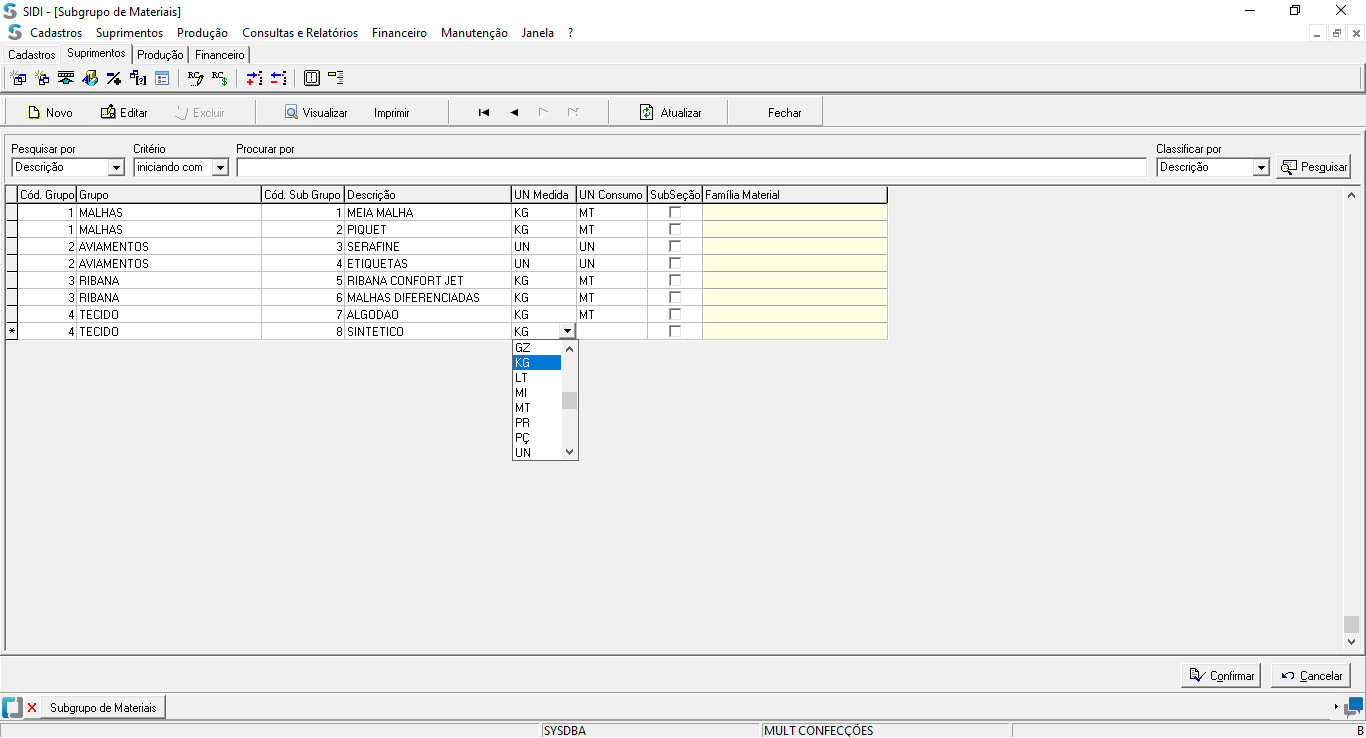 SIDI - [Subgrupo de Materiais]
Cadastros Suprimentos Produção Consultas e Relatórios Financeiro Manutenção Janela ?
Cadastros Suprimentos Produção Financeiro
Novo Editar Excluir Visualizar Imprimir Atualizar Fechar
Pesquisar por Critério Procurar por Classificar por
Descrição iniciando com Descrição Pesquisar
Cód. Grupo Grupo Cód. Sub Grupo Descrição UN Medida UN Consumo SubSeção Família Material
1 MALHAS 1 MEIA MALHA KG MT
1 MALHAS 2 PIQUET KG MT
2 AVIAMENTOS 3 SERAFINE UN UN
2 AVIAMENTOS 4 ETIQUETAS UN UN
3 RIBANA 5 RIBANA CONFORT JET KG MT
3 RIBANA 6 MALHAS DIFERENCIADAS KG MT
4 TECIDO 7 ALGODAO KG MT
* 4 TECIDO 8 SINTETICO KG
GZ
KG
LT
MI
MT
PR
PÇ
UN
Confirmar Cancelar
Subgrupo de Materiais
SYSDBA MULT CONFECÇÕES B